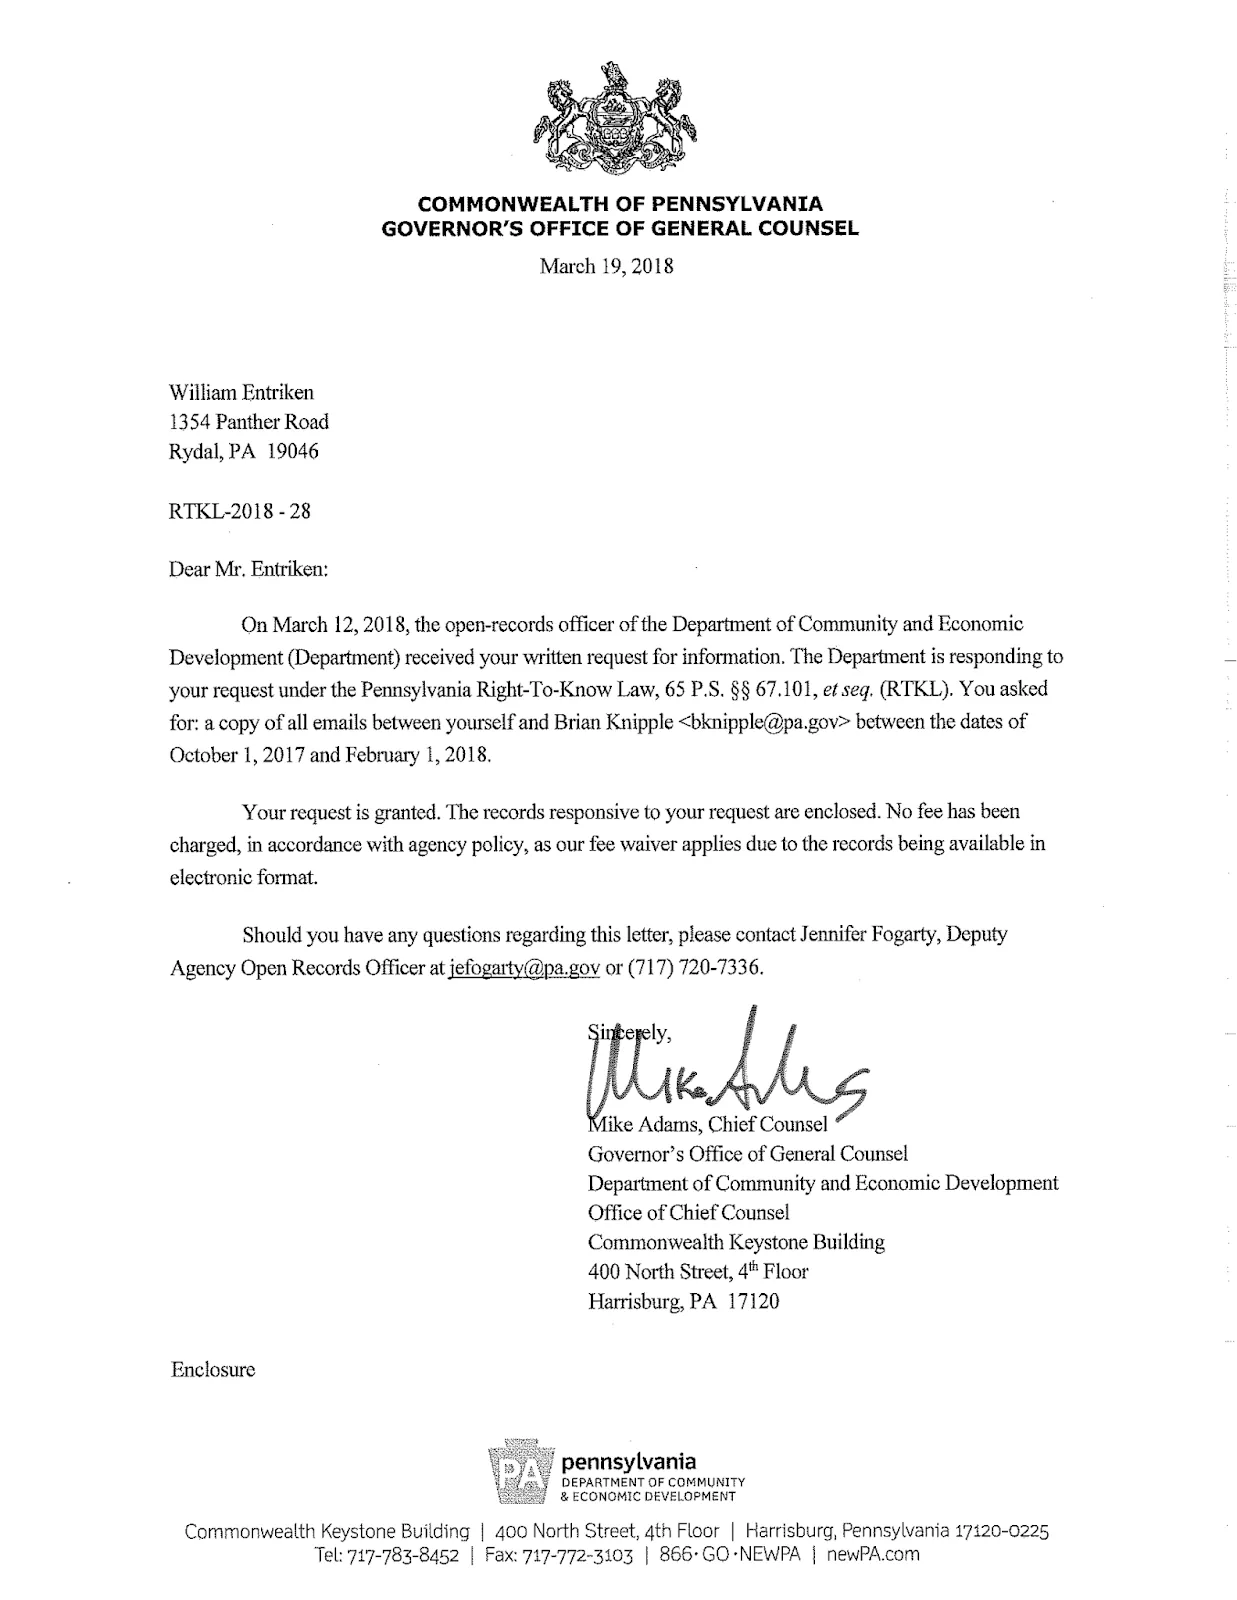 COMMONWEALTH OF PENNSYLVANIA
GOVERNOR'S OFFICE OF GENERAL COUNSEL
March 19, 2018
William Entriken
1354 Panther Road
Rydal, PA 19046
RTKL-2018 - 28
Dear Mr. Entriken:
On March 12, 2018, the open-records officer of the Department of Community and Economic
Development (Department) received your written request for information. The Department is responding to
your request under the Pennsylvania Right-To-Know Law, 65 P.S. §§ 67.101, et seq. (RTKL). You asked
for: a copy of all emails between yourself and Brian Knipple <bknipple@pa.gov> between the dates of
October 1, 2017 and February 1, 2018.
Your request is granted. The records responsive to your request are enclosed. No fee has been
charged, in accordance with agency policy, as our fee waiver applies due to the records being available in
electronic format.
Should you have any questions regarding this letter, please contact Jennifer Fogarty, Deputy
Agency Open Records Officer at jefogarty@pa.gov or (717) 720-7336.
Sincerely,
Mike Adams
Mike Adams, Chief Counsel
Governor's Office of General Counsel
Department of Community and Economic Development
Office of Chief Counsel
Commonwealth Keystone Building
400 North Street, 4th Floor
Harrisburg, PA 17120
Enclosure
PA pennsylvania
DEPARTMENT OF COMMUNITY
& ECONOMIC DEVELOPMENT
Commonwealth Keystone Building | 400 North Street, 4th Floor | Harrisburg, Pennsylvania 17120-0225
Tel: 717-783-8452 | Fax: 717-772-3103 | 866·GO·NEWPA | newPA.com